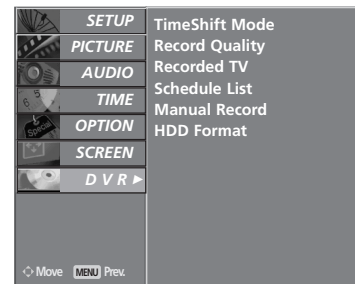 SETUP
PICTURE
AUDIO
TIME
OPTION
SCREEN
D V R ►
TimeShift Mode
Record Quality
Recorded TV
Schedule List
Manual Record
HDD Format
Special
Move MENU Prev.